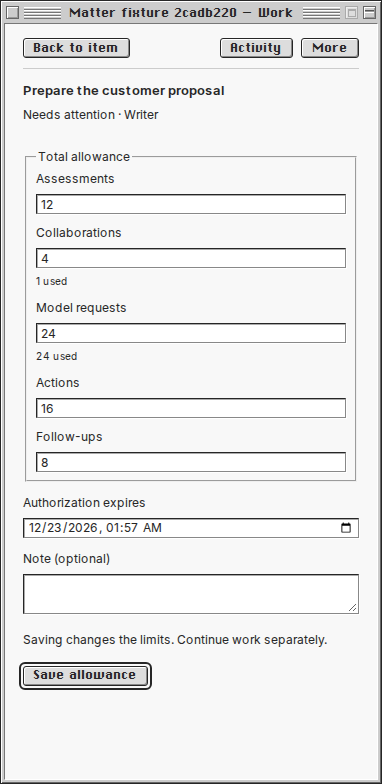 Matter fixture 2cadb220 — Work
Back to item
Activity
More
Prepare the customer proposal
Needs attention · Writer
Total allowance
Assessments
12
Collaborations
4
1 used
Model requests
24
24 used
Actions
16
Follow-ups
8
Authorization expires
12/23/2026, 01:57 AM
Note (optional)
Saving changes the limits. Continue work separately.
Save allowance